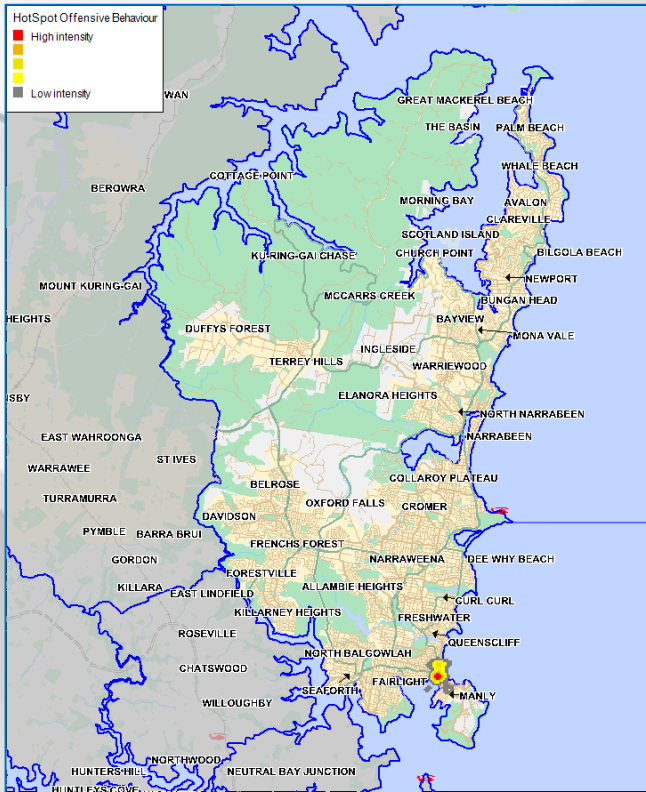 HotSpot Offensive Behaviour
High intensity
Low intensity
WAN
GREAT MACKEREL BEACH
THE BASIN
PALM BEACH
WHALE BEACH
COTTAGE POINT
BEROWRA
MORNING BAY
AVALON
CLAREVILLE
SCOTLAND ISLAND
KU-RING-GAI CHASE
CHURCH POINT
BILGOLA BEACH
NEWPORT
MOUNT KURING-GAI
MCCARRS CREEK
BUNGAN HEAD
HEIGHTS
DUFFYS FOREST
BAYVIEW
MONA VALE
INGLESIDE
TERREY HILLS
WARRIEWOOD
SBY
ELANORA HEIGHTS
NORTH NARRABEEN
EAST WAHROONGA
NARRABEEN
WARRAWEE
ST IVES
COLLAROY PLATEAU
TURRAMURRA
BELROSE
OXFORD FALLS
CROMER
DAVIDSON
PYMBLE
BARRA BRUI
FRENCHS FOREST
GORDON
NARRAWEENA
DEE WHY BEACH
FORESTVILLE
KILLARA
EAST LINDFIELD
ALLAMBIE HEIGHTS
CURL CURL
KILLARNEY HEIGHTS
FRESHWATER
ROSEVILLE
QUEENSCLIFF
NORTH BALGOWLAH
CHATSWOOD
FAIRLIGHT
SEAFORTH
MANLY
WILLOUGHBY
NORTHWOOD
HUNTERS HILL
NEUTRAL BAY JUNCTION
HUNTLEYS COVE